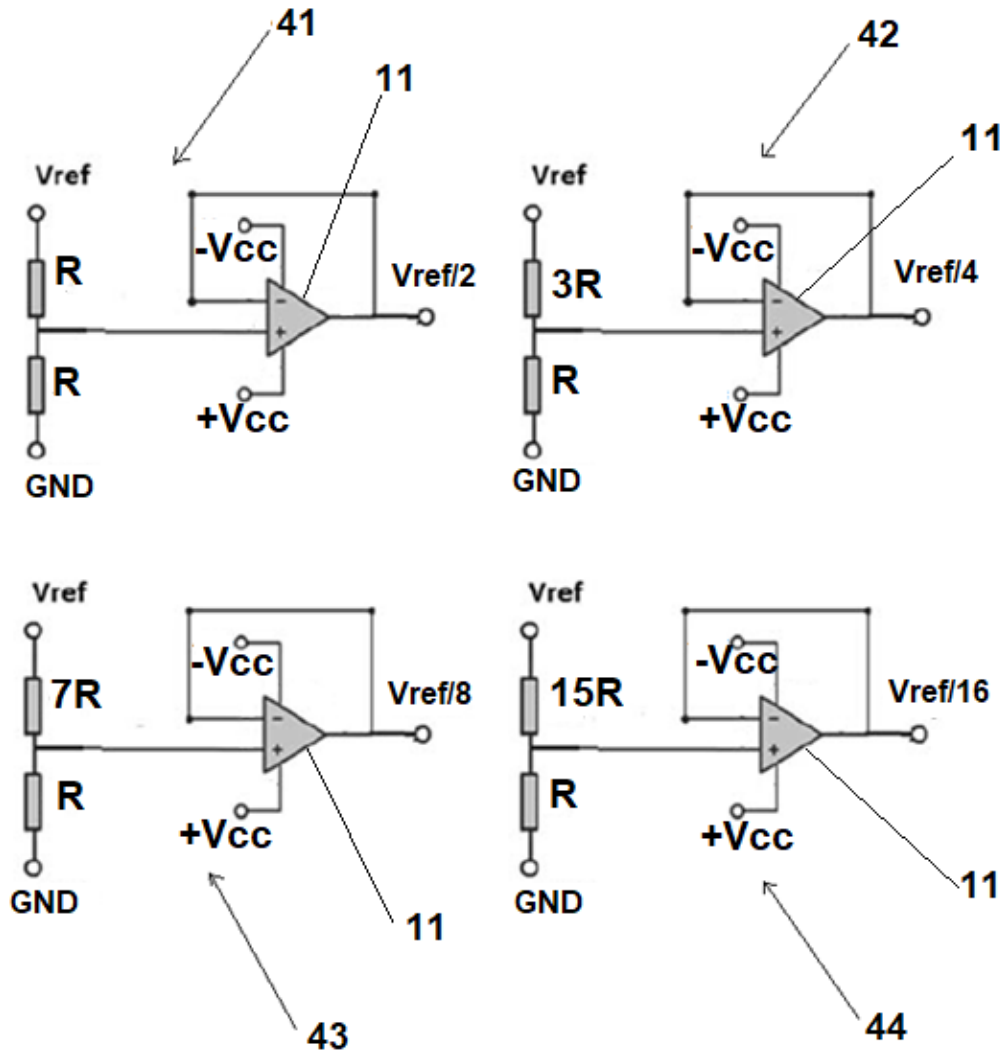 41
11
Vref
-Vcc
R
Vref/2
R
+Vcc
GND
42
11
Vref
-Vcc
3R
Vref/4
R
+Vcc
GND
Vref
-Vcc
7R
Vref/8
R
+Vcc
GND
11
43
Vref
-Vcc
15R
Vref/16
R
+Vcc
GND
11
44